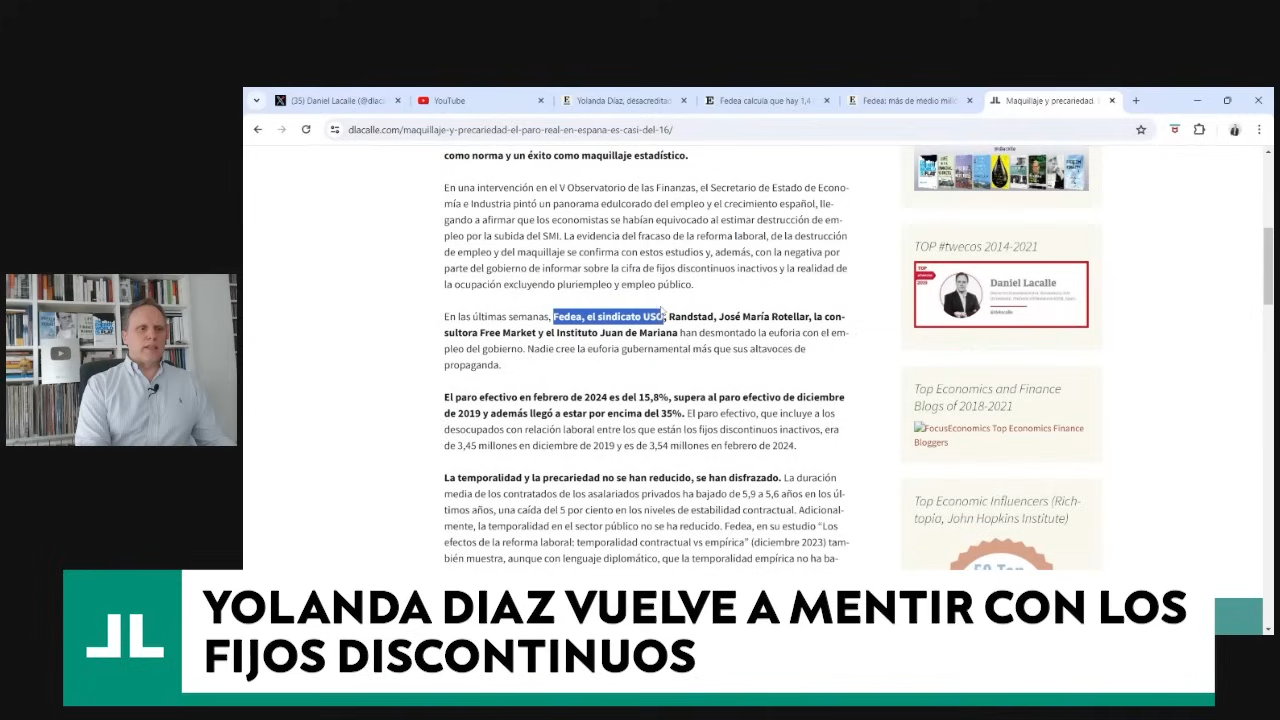 (35) Daniel Lacalle (@dlac
YouTube
Yolanda Díaz, desacredita
Fedea calcula que hay 1,4
Fedea: más de medio mill
Maquillaje y precariedad.
dlacalle.com/maquillaje-y-precariedad-el-paro-real-en-espana-es-casi-del-16/
como norma y un éxito como maquillaje estadístico.
En una intervención en el V Observatorio de las Finanzas, el Secretario de Estado de Econo-
mía e Industria pintó un panorama edulcorado del empleo y el crecimiento español, lle-
gando a afirmar que los economistas se habían equivocado al estimar destrucción de em-
pleo por la subida del SMI. La evidencia del fracaso de la reforma laboral, de la destrucción
de empleo y del maquillaje se confirma con estos estudios y, además, con la negativa por
parte del gobierno de informar sobre la cifra de fijos discontinuos inactivos y la realidad de
la ocupación excluyendo pluriempleo y empleo público.
En las últimas semanas, Fedea, el sindicato USO, Randstad, José María Rotellar, la con-
sultora Free Market y el Instituto Juan de Mariana han desmontado la euforia con el em-
pleo del gobierno. Nadie cree la euforia gubernamental más que sus altavoces de
propaganda.
El paro efectivo en febrero de 2024 es del 15,8%, supera al paro efectivo de diciembre
de 2019 y además llegó a estar por encima del 35%. El paro efectivo, que incluye a los
desocupados con relación laboral entre los que están los fijos discontinuos inactivos, era
de 3,45 millones en diciembre de 2019 y es de 3,54 millones en febrero de 2024.
La temporalidad y la precariedad no se han reducido, se han disfrazado. La duración
media de los contratados de los asalariados privados ha bajado de 5,9 a 5,6 años en los úl-
timos años, una caída del 5 por ciento en los niveles de estabilidad contractual. Adicional-
mente, la temporalidad en el sector público no se ha reducido. Fedea, en su estudio “Los
efectos de la reforma laboral: temporalidad contractual vs empírica” (diciembre 2023) tam-
bién muestra, aunque con lenguaje diplomático, que la temporalidad empírica no ha ba-
TOP #twecos 2014-2021
TOP
Daniel Lacalle
Top Economics and Finance
Blogs of 2018-2021
FocusEconomics Top Economics Finance
Bloggers
Top Economic Influencers (Rich-
topia, John Hopkins Institute)
50 Top
YOLANDA DIAZ VUELVE A MENTIR CON LOS
FIJOS DISCONTINUOS